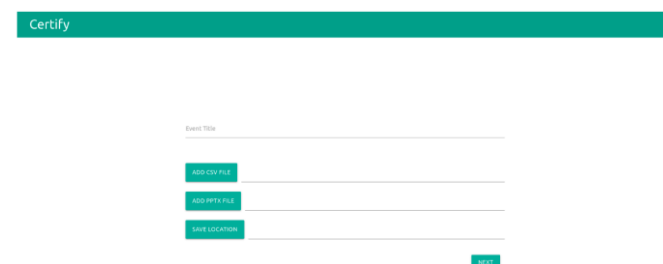 Certify
Event Title
ADD CSV FILE
ADD PPTX FILE
SAVE LOCATION
NEXT